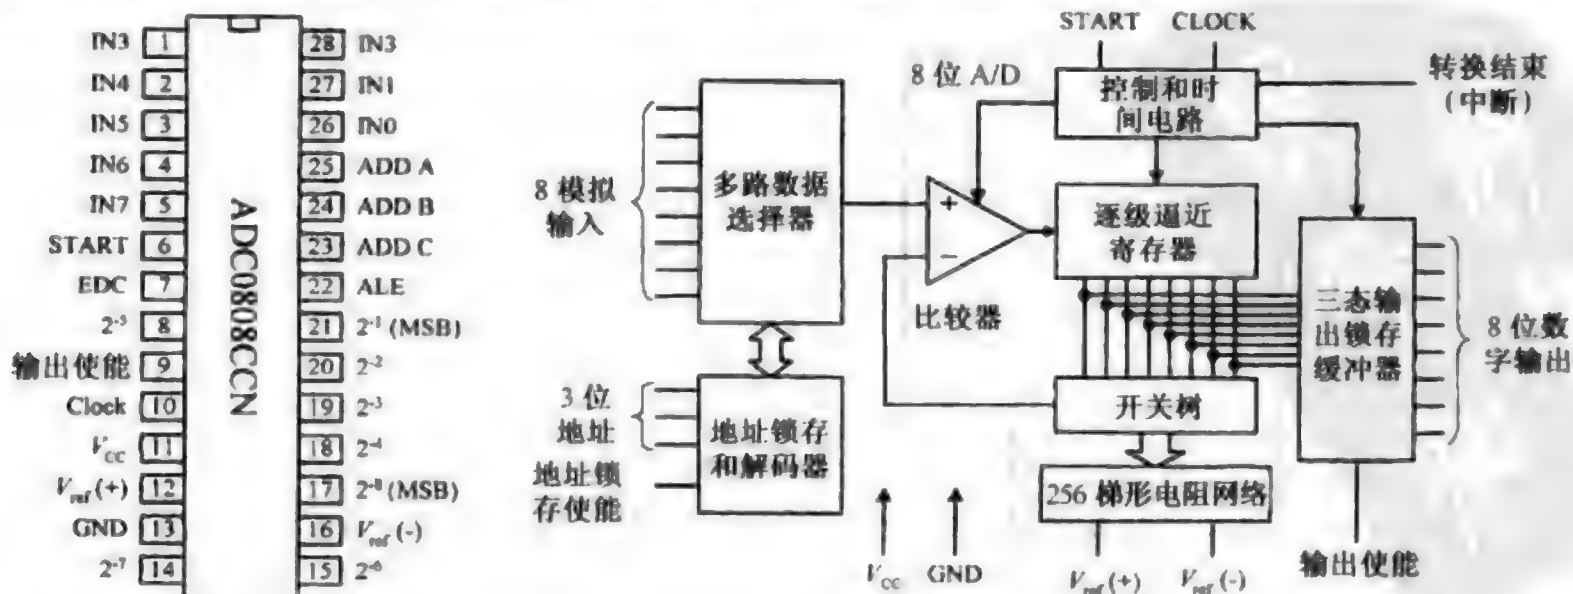 IN3 1
IN4 2
IN5 3
IN6 4
IN7 5
START 6
EDC 7
2-5 8
输出使能 9
Clock 10
VCC 11
Vref(+) 12
GND 13
2-7 14
ADC0808CCN
28 IN3
27 IN1
26 IN0
25 ADD A
24 ADD B
23 ADD C
22 ALE
21 2-1 (MSB)
20 2-2
19 2-3
18 2-4
17 2-8 (MSB)
16 Vref(-)
15 2-6
START CLOCK
8 位 A/D
控制和时
间电路
转换结束
(中断)
8 模拟
输入
多路数据
选择器
+
−
比较器
逐级逼近
寄存器
三态输
出锁存
缓冲器
8 位数
字输出
开关树
3 位
地址
地址锁存
和解码器
地址锁
存使能
256 梯形电阻网络
VCC GND
Vref(+) Vref(-)
输出使能